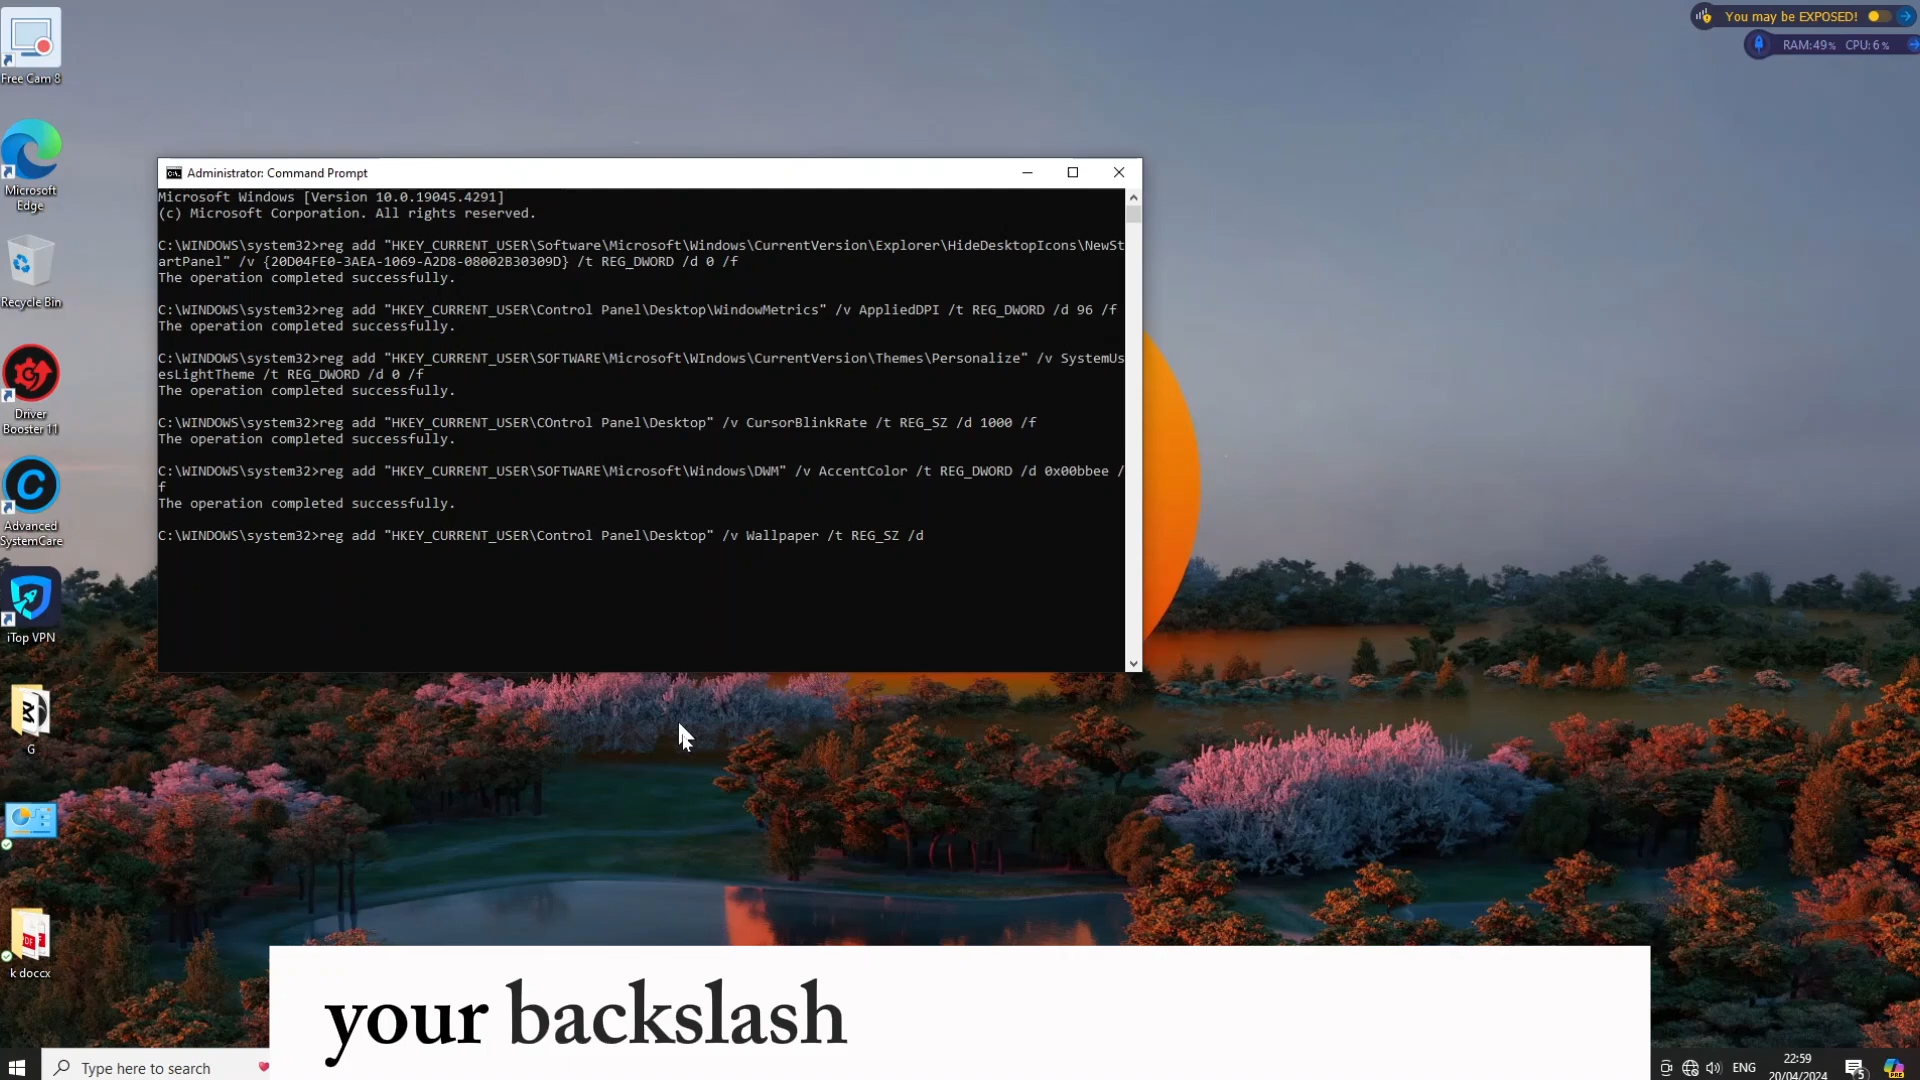 You may be EXPOSED!
RAM:49% CPU:6%
Free Cam 8
Microsoft
Edge
Recycle Bin
Driver
Booster 11
Advanced
SystemCare
iTop VPN
G
k doccx
Administrator: Command Prompt
Microsoft Windows [Version 10.0.19045.4291]
(c) Microsoft Corporation. All rights reserved.
C:\WINDOWS\system32>reg add "HKEY_CURRENT_USER\Software\Microsoft\Windows\CurrentVersion\Explorer\HideDesktopIcons\NewSt
artPanel" /v {20D04FE0-3AEA-1069-A2D8-08002B30309D} /t REG_DWORD /d 0 /f
The operation completed successfully.
C:\WINDOWS\system32>reg add "HKEY_CURRENT_USER\Control Panel\Desktop\WindowMetrics" /v AppliedDPI /t REG_DWORD /d 96 /f
The operation completed successfully.
C:\WINDOWS\system32>reg add "HKEY_CURRENT_USER\SOFTWARE\Microsoft\WIndows\CurrentVersion\Themes\Personalize" /v SystemUs
esLightTheme /t REG_DWORD /d 0 /f
The operation completed successfully.
C:\WINDOWS\system32>reg add "HKEY_CURRENT_USER\COntrol Panel\Desktop" /v CursorBlinkRate /t REG_SZ /d 1000 /f
The operation completed successfully.
C:\WINDOWS\system32>reg add "HKEY_CURRENT_USER\SOFTWARE\Microsoft\Windows\DWM" /v AccentColor /t REG_DWORD /d 0x00bbee /
f
The operation completed successfully.
C:\WINDOWS\system32>reg add "HKEY_CURRENT_USER\Control Panel\Desktop" /v Wallpaper /t REG_SZ /d
your backslash
Type here to search
ENG
22:59
20/04/2024
5
PRE